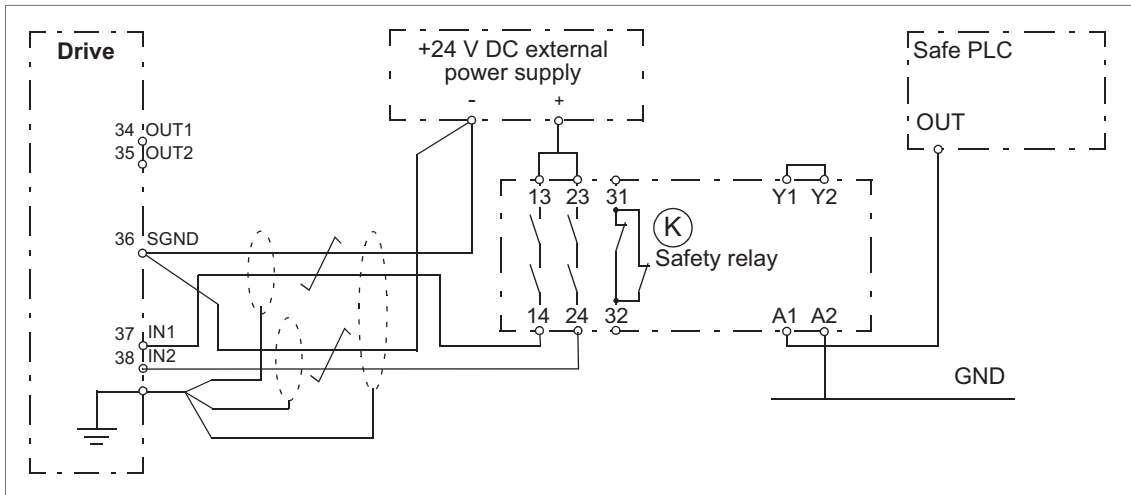 Drive
+24 V DC external
power supply
- +
Safe PLC
OUT
34 OUT1
35 OUT2
13 23 31
Y1 Y2
K
Safety relay
36 SGND
14 24 32
A1 A2
37 IN1
38 IN2
GND